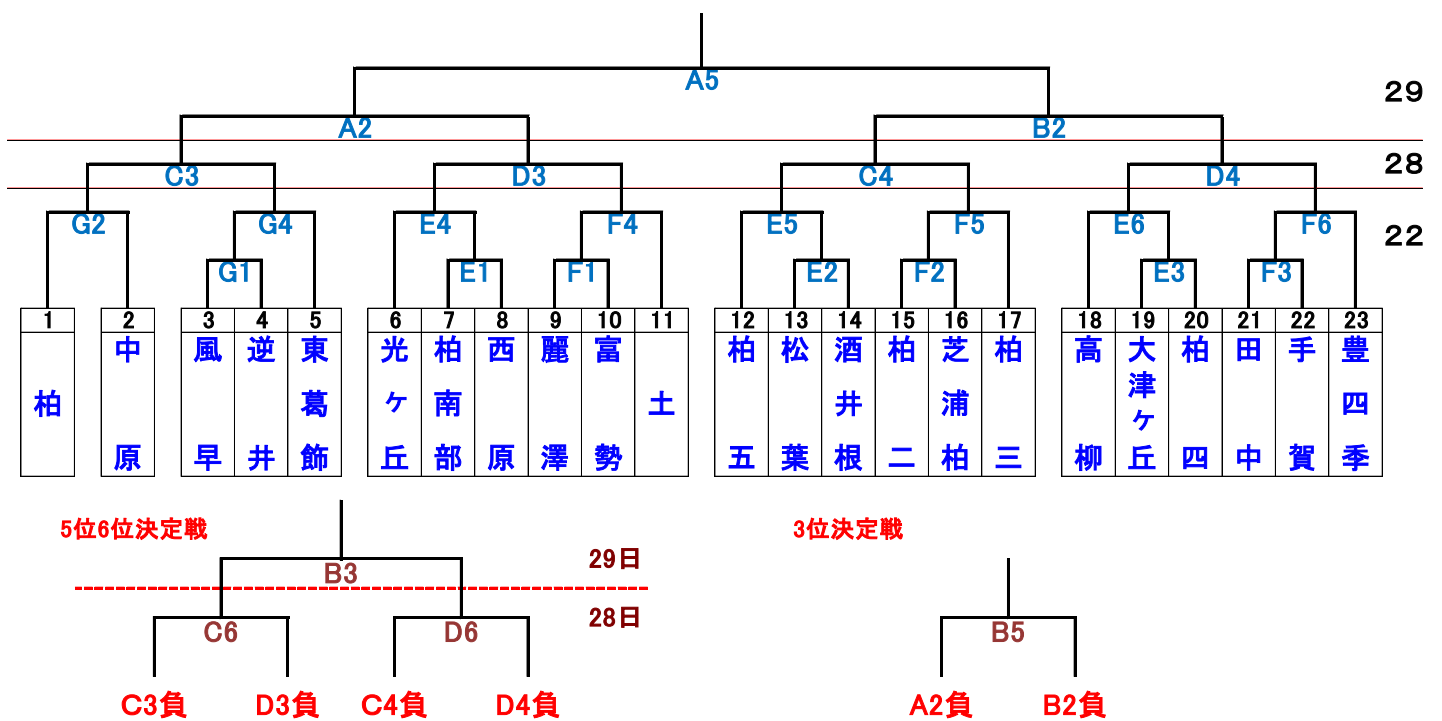 A5
29
A2 B2
C3 D3 C4 D4 28
G2 G4 E4 F4 E5 F5 E6 F6 22
G1 E1 F1 E2 F2 E3 F3
1 2 3 4 5 6 7 8 9 10 11 12 13 14 15 16 17 18 19 20 21 22 23
柏
中原
風早
逆井
東葛飾
光ケ丘
柏南部
西原
麗澤
富勢
土
柏五
松葉
酒井根
柏二
芝浦柏
柏三
高柳
大津ケ丘
柏四
田中
手賀
豊四季
5位6位決定戦
B3 29日
C6 D6 28日
C3負 D3負 C4負 D4負
3位決定戦
B5
A2負 B2負